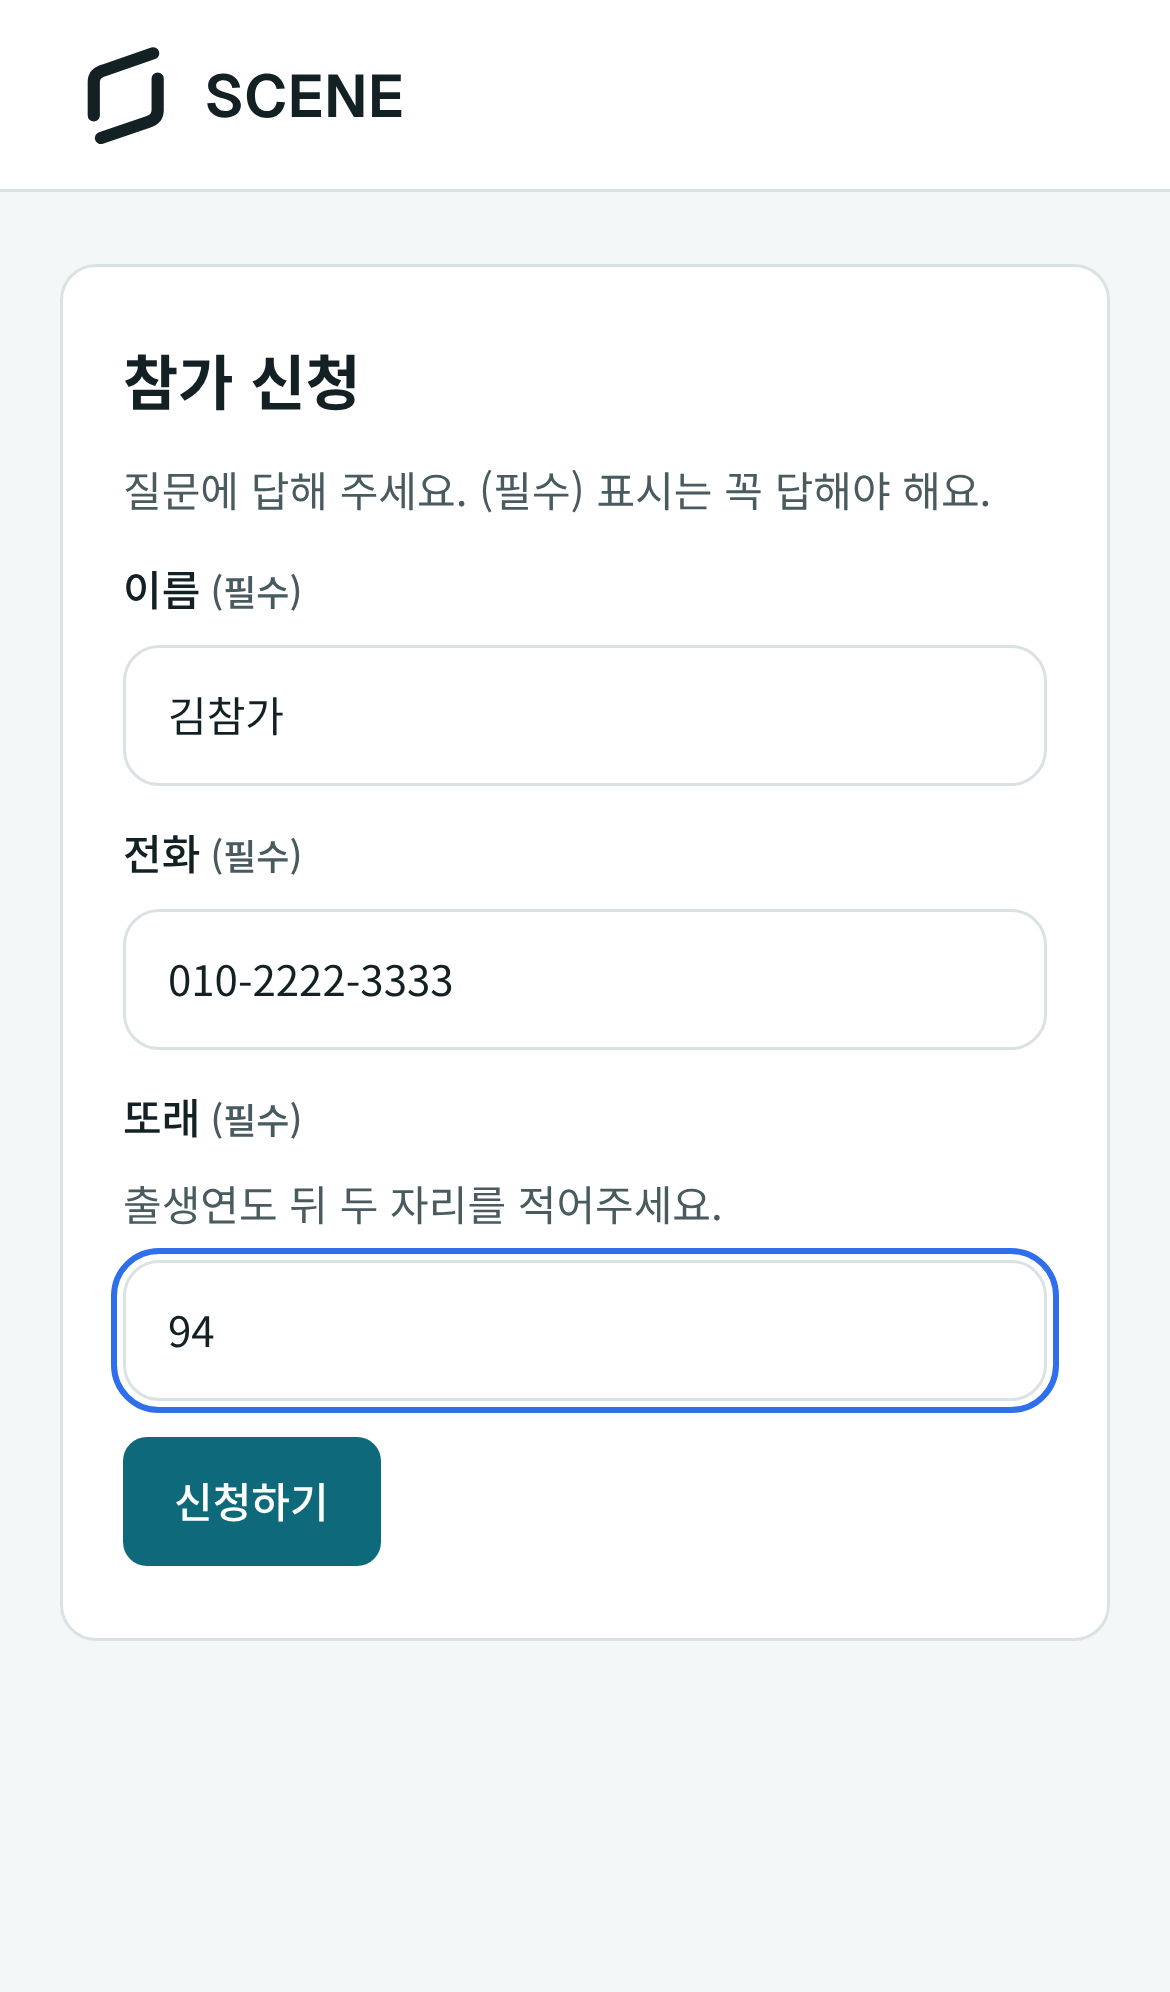 SCENE
참가 신청
질문에 답해 주세요. (필수) 표시는 꼭 답해야 해요.
이름 (필수)
김참가
전화 (필수)
010-2222-3333
또래 (필수)
출생연도 뒤 두 자리를 적어주세요.
94
신청하기